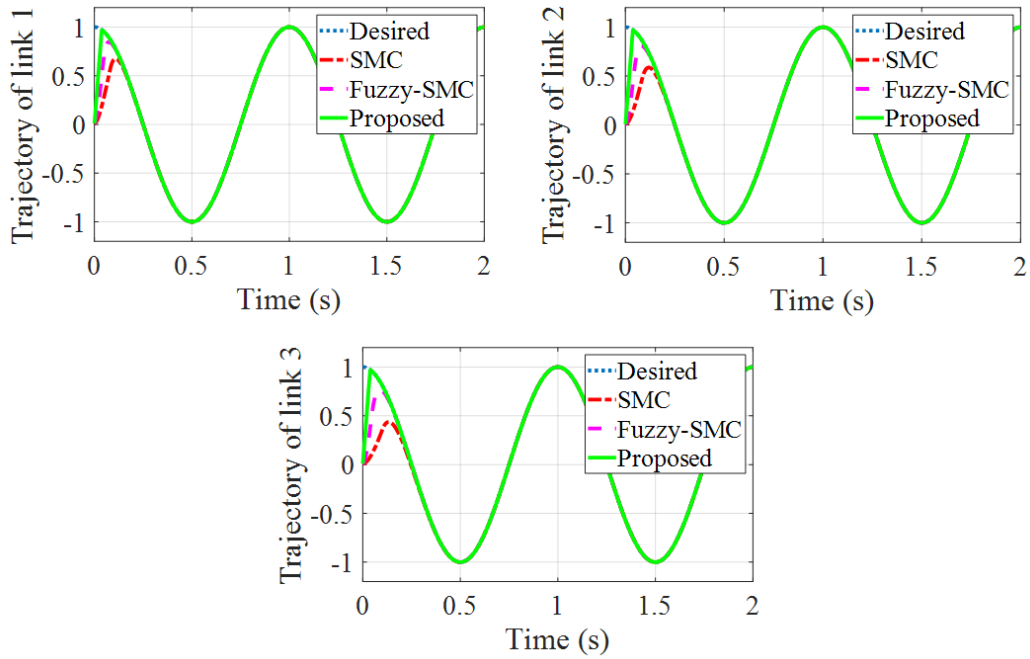 Trajectory of link 1
1
0.5
0
-0.5
-1
Desired
SMC
Fuzzy-SMC
Proposed
0 0.5 1 1.5 2
Time (s)
Trajectory of link 2
1
0.5
0
-0.5
-1
Desired
SMC
Fuzzy-SMC
Proposed
0 0.5 1 1.5 2
Time (s)
Trajectory of link 3
1
0.5
0
-0.5
-1
Desired
SMC
Fuzzy-SMC
Proposed
0 0.5 1 1.5 2
Time (s)